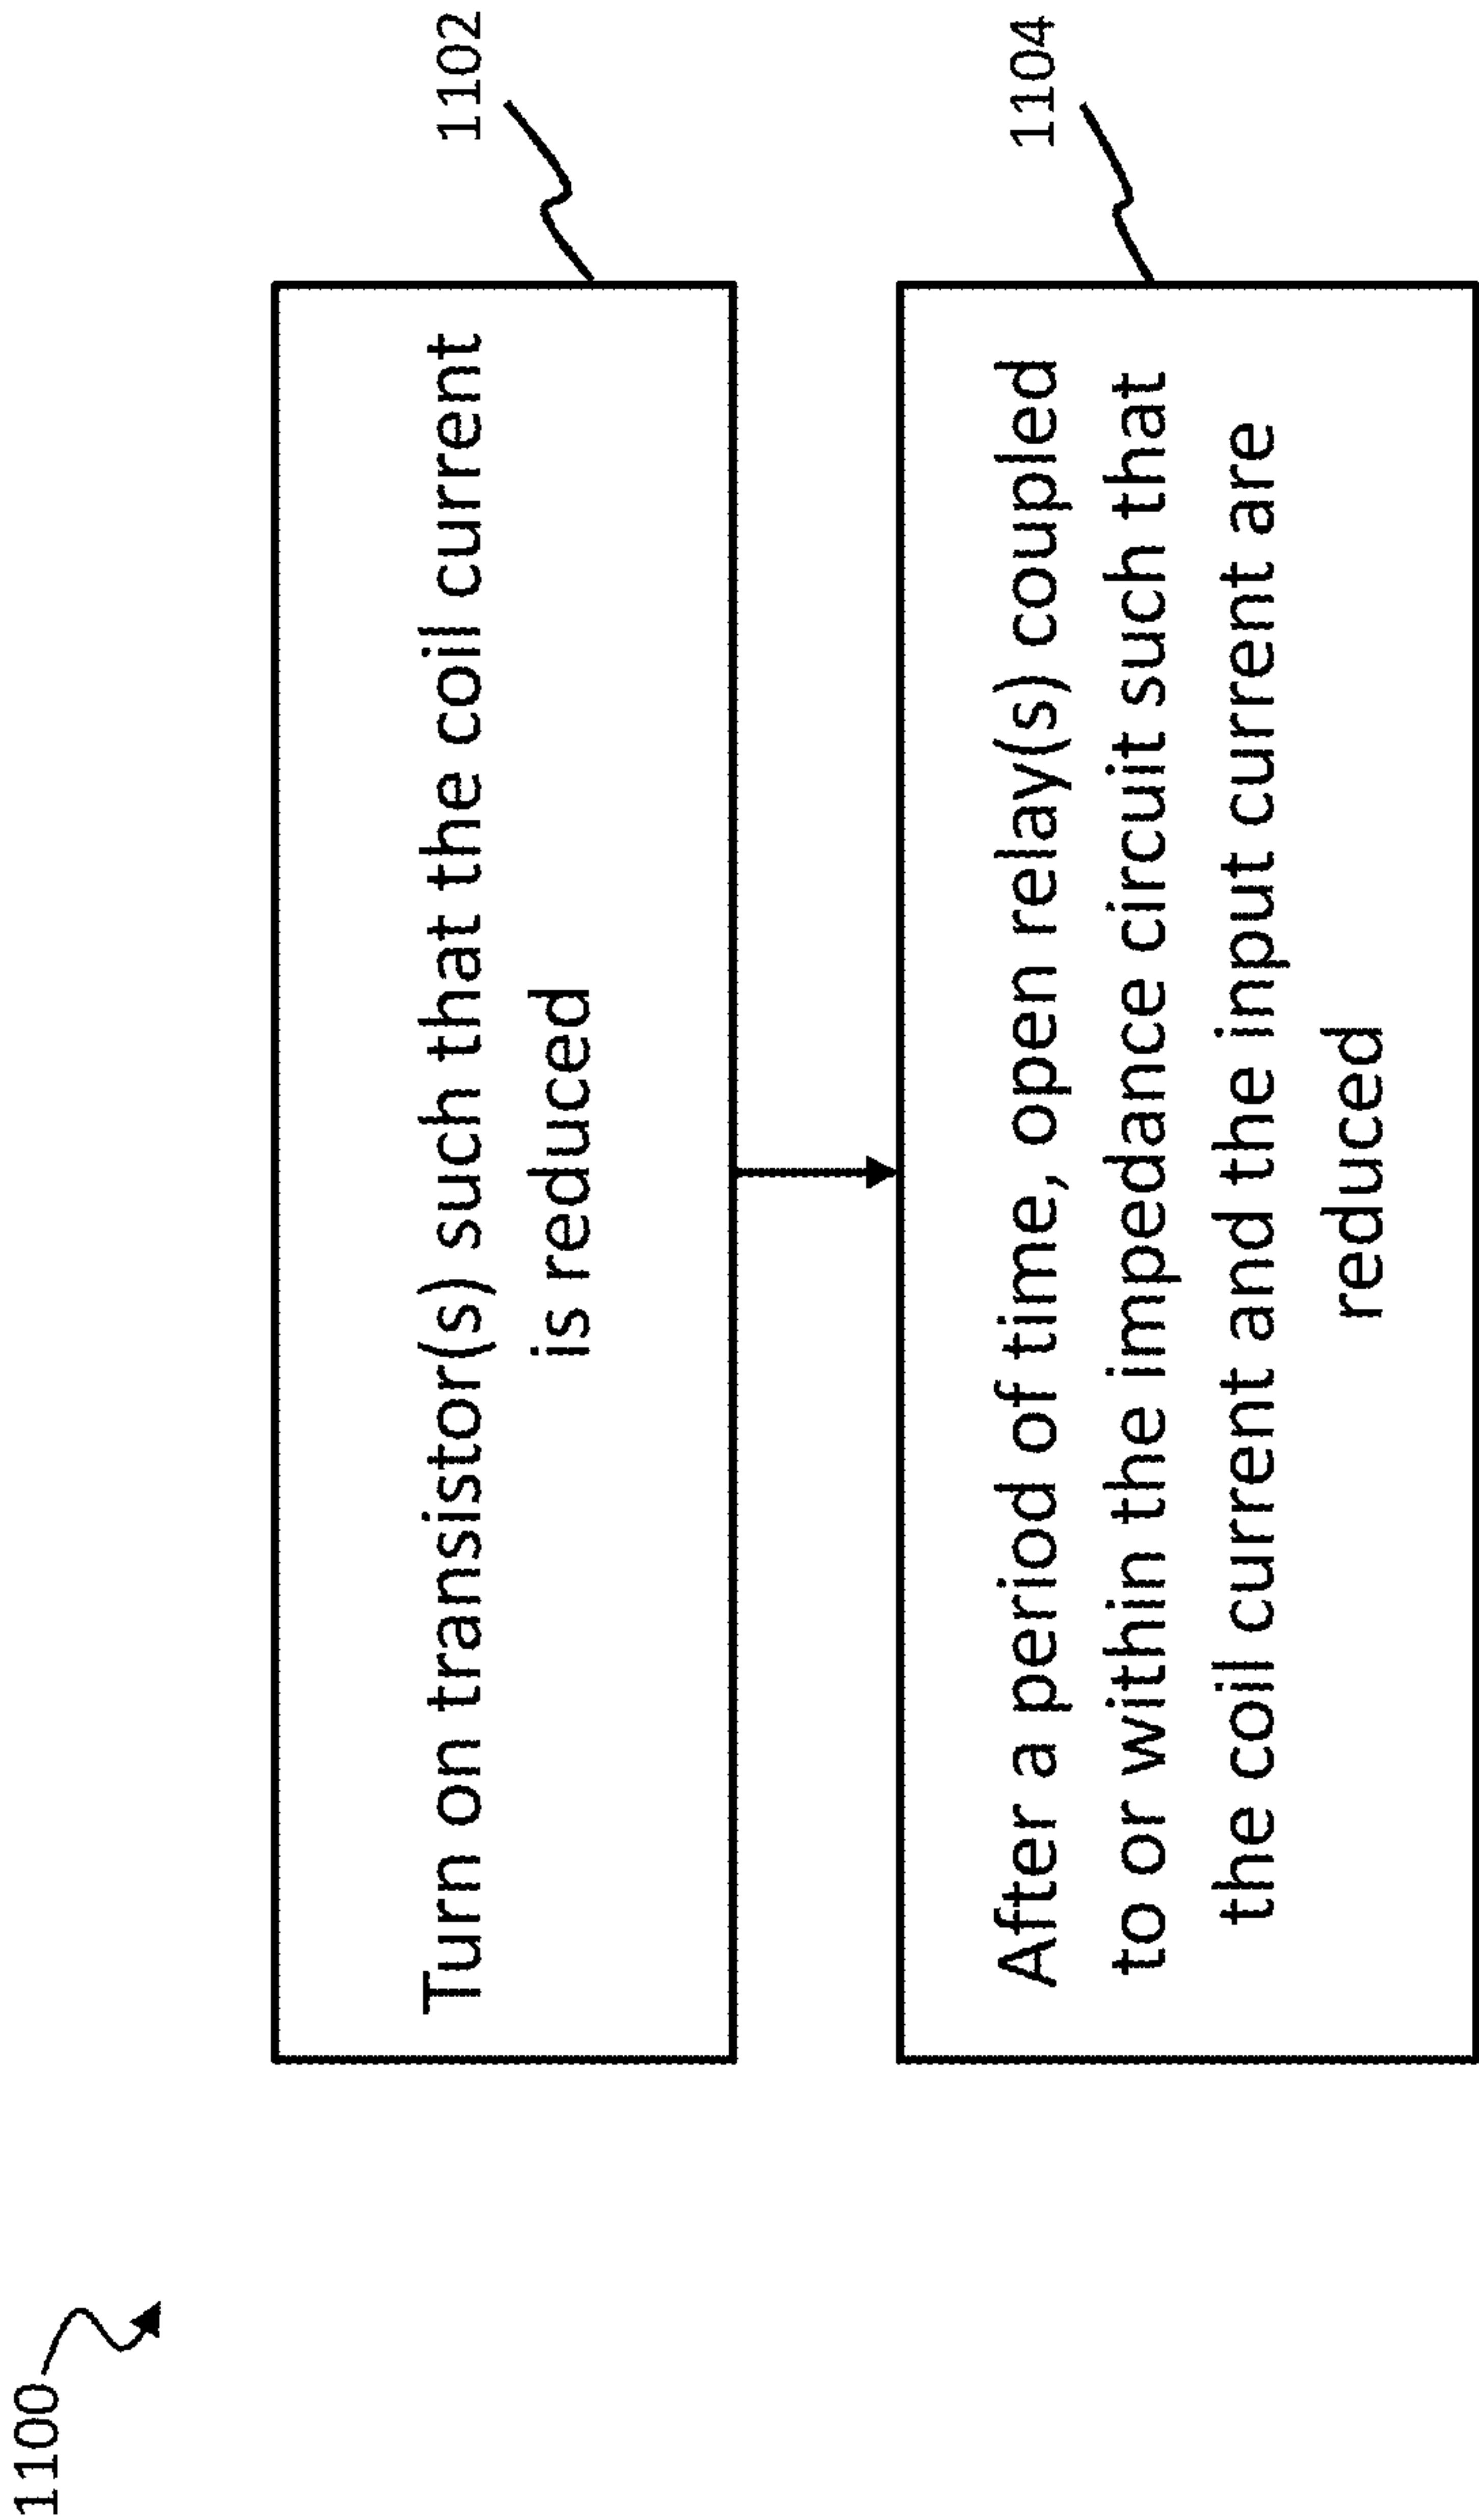 1100
Turn on transistor(s) such that the coil current
is reduced
1102
After a period of time, open relay(s) coupled
to or within the impedance circuit such that
the coil current and the input current are
reduced
1104